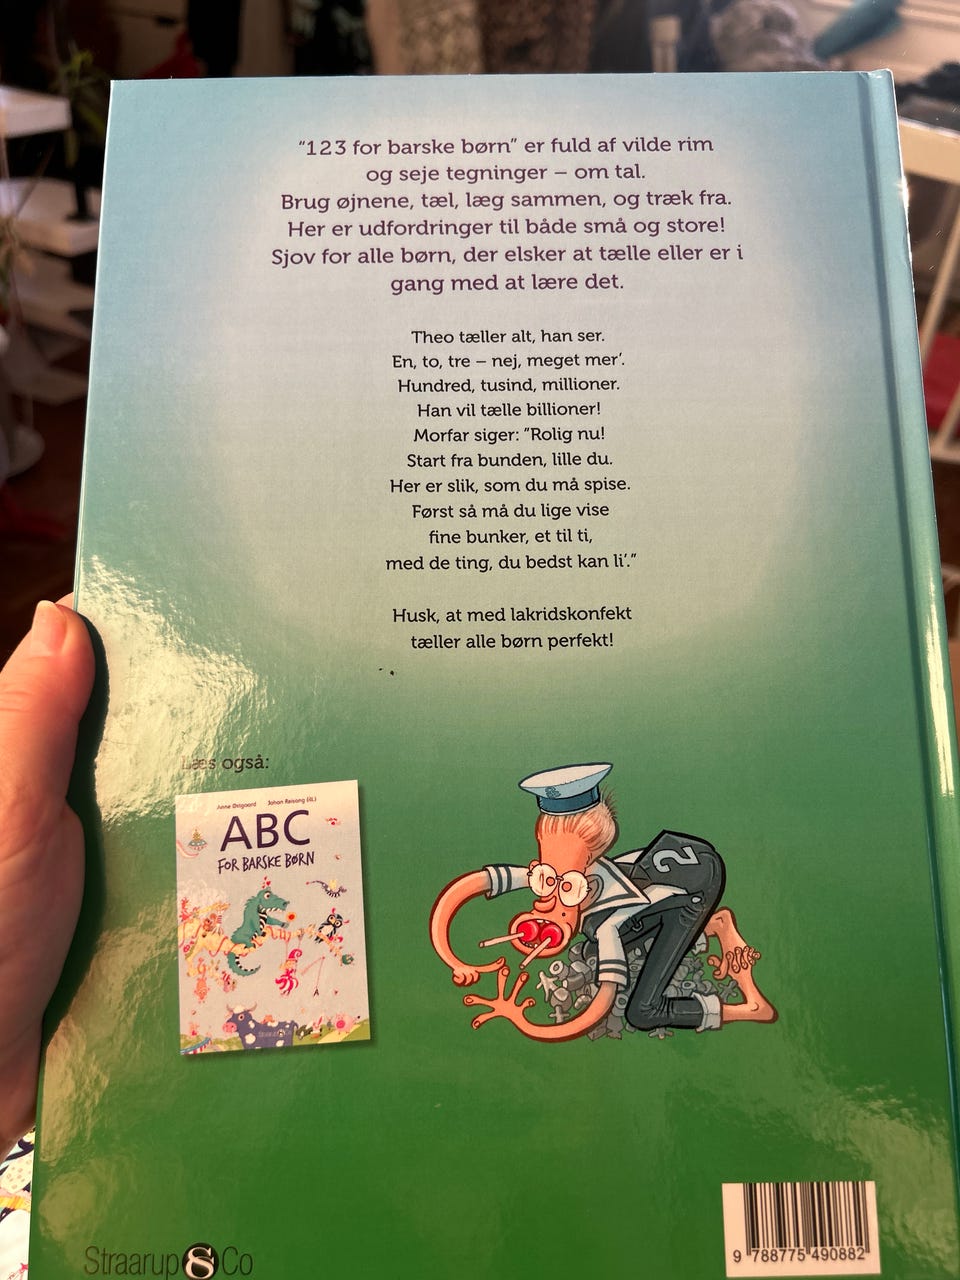 “123 for barske børn” er fuld af vilde rim
og seje tegninger – om tal.
Brug øjnene, tæl, læg sammen, og træk fra.
Her er udfordringer til både små og store!
Sjov for alle børn, der elsker at tælle eller er i
gang med at lære det.
Theo tæller alt, han ser.
En, to, tre – nej, meget mer’.
Hundred, tusind, millioner.
Han vil tælle billioner!
Morfar siger: ”Rolig nu!
Start fra bunden, lille du.
Her er slik, som du må spise.
Først så må du lige vise
fine bunker, et til ti,
med de ting, du bedst kan li’.”
Husk, at med lakridskonfekt
tæller alle børn perfekt!
Læs også:
Anne Østgaard Johan Reisang (ill.)
ABC
FOR BARSKE BØRN
2
Straarup & Co
9 788775 490882